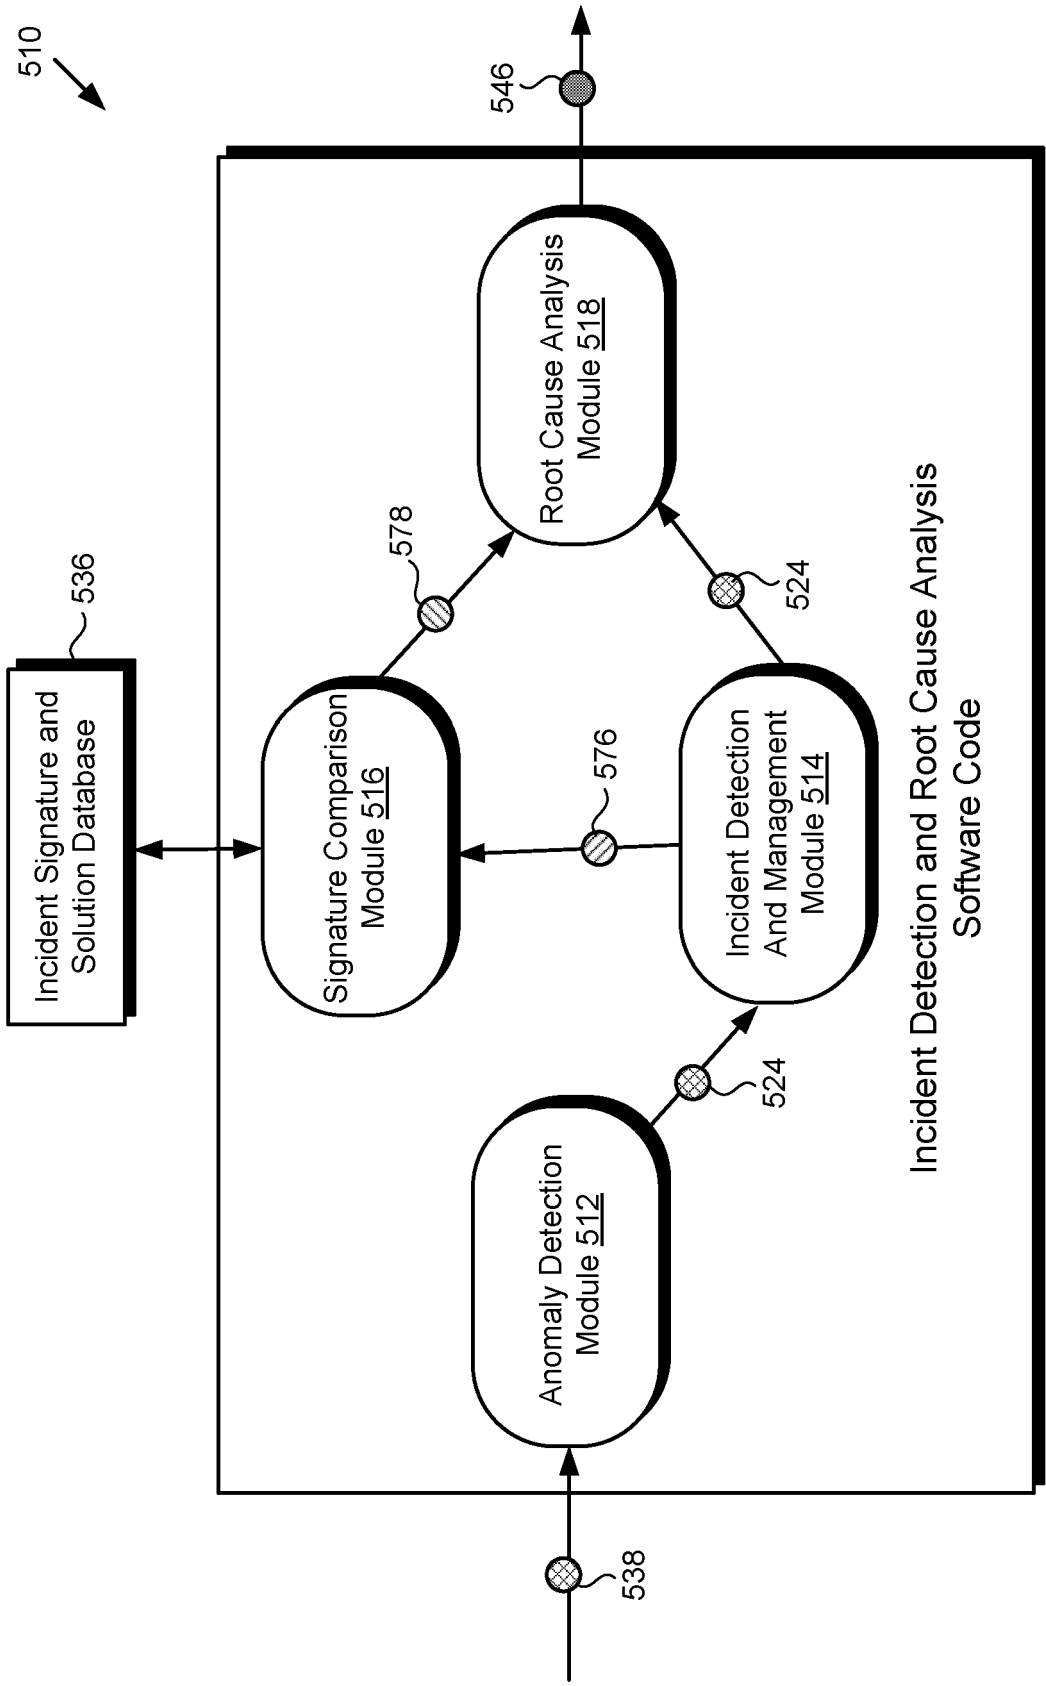 510
Incident Signature and
Solution Database
536
Signature Comparison
Module 516
578
546
538
Anomaly Detection
Module 512
524
576
Incident Detection
And Management
Module 514
524
Root Cause Analysis
Module 518
Incident Detection and Root Cause Analysis
Software Code